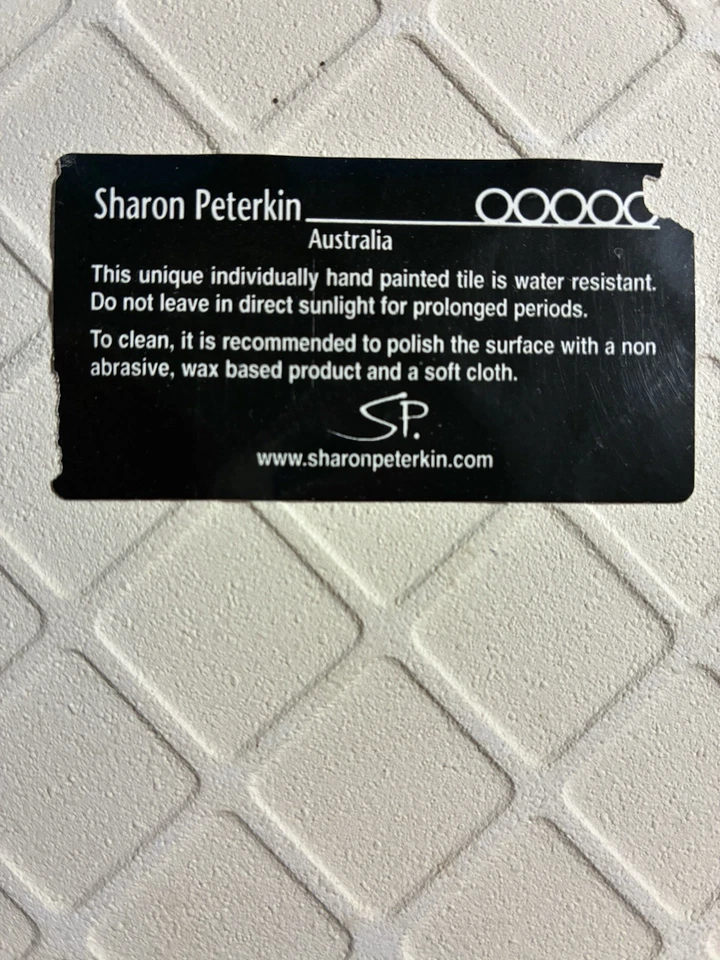 Sharon Peterkin
Australia
This unique individually hand painted tile is water resistant.
Do not leave in direct sunlight for prolonged periods.
To clean, it is recommended to polish the surface with a non
abrasive, wax based product and a soft cloth.
SP.
www.sharonpeterkin.com